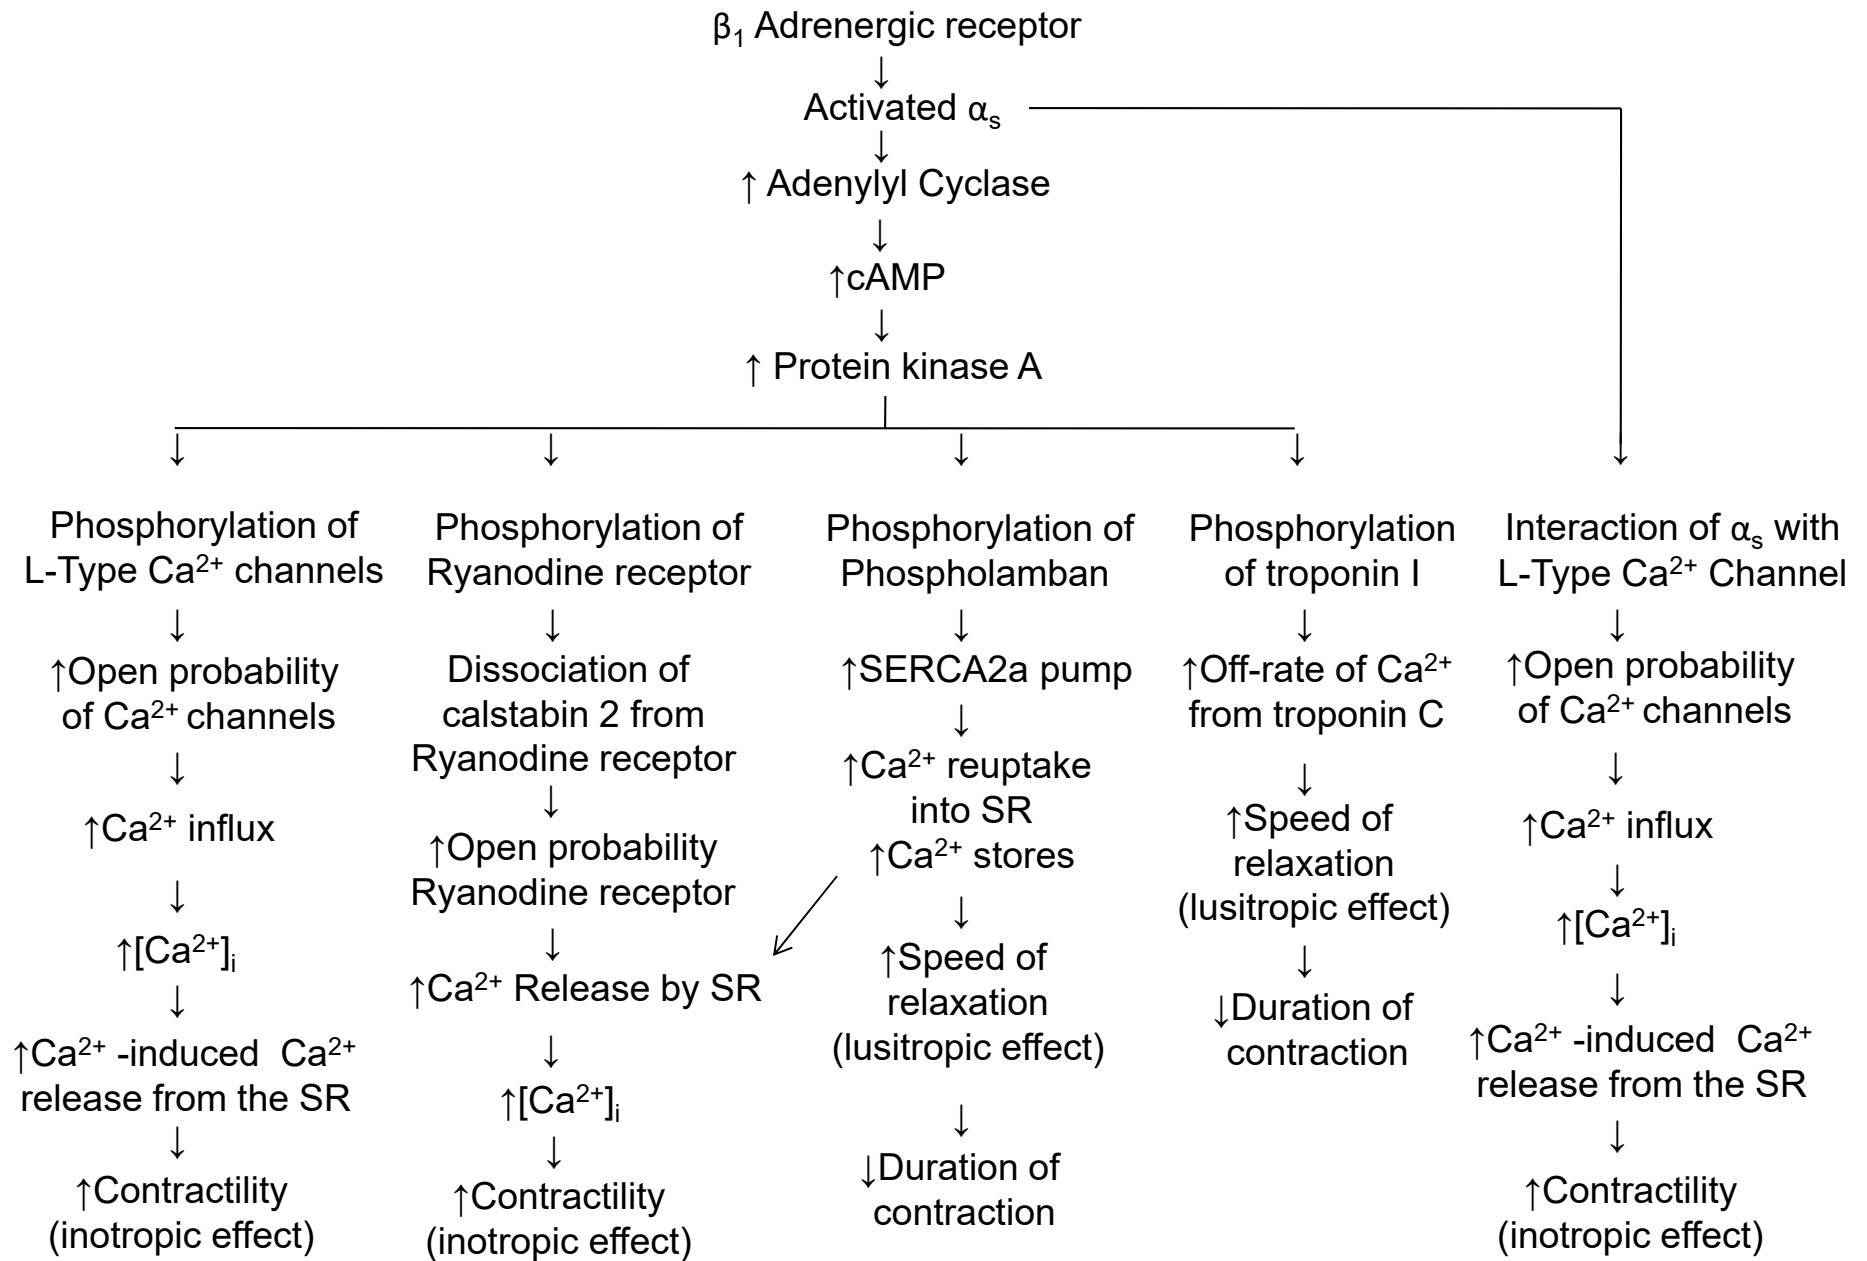 β₁ Adrenergic receptor
↓
Activated αₛ
↓
↑ Adenylyl Cyclase
↓
↑cAMP
↓
↑ Protein kinase A
↓ ↓ ↓ ↓ ↓
Phosphorylation of
L-Type Ca²⁺ channels
↓
↑Open probability
of Ca²⁺ channels
↓
↑Ca²⁺ influx
↓
↑[Ca²⁺]ᵢ
↓
↑Ca²⁺ -induced Ca²⁺
release from the SR
↓
↑Contractility
(inotropic effect)
Phosphorylation of
Ryanodine receptor
↓
Dissociation of
calstabin 2 from
Ryanodine receptor
↓
↑Open probability
Ryanodine receptor
↓
↑Ca²⁺ Release by SR
↓
↑[Ca²⁺]ᵢ
↓
↑Contractility
(inotropic effect)
Phosphorylation of
Phospholamban
↓
↑SERCA2a pump
↓
↑Ca²⁺ reuptake
into SR
↑Ca²⁺ stores
↓
↑Speed of
relaxation
(lusitropic effect)
↓
↓Duration of
contraction
Phosphorylation
of troponin I
↓
↑Off-rate of Ca²⁺
from troponin C
↓
↑Speed of
relaxation
(lusitropic effect)
↓
↓Duration of
contraction
Interaction of αₛ with
L-Type Ca²⁺ Channel
↓
↑Open probability
of Ca²⁺ channels
↓
↑Ca²⁺ influx
↓
↑[Ca²⁺]ᵢ
↓
↑Ca²⁺ -induced Ca²⁺
release from the SR
↓
↑Contractility
(inotropic effect)